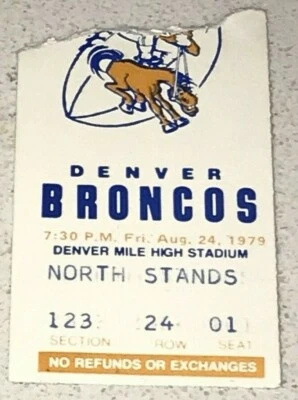 DENVER
BRONCOS
7:30 P.M. Fri. Aug. 24, 1979
DENVER MILE HIGH STADIUM
NORTH STANDS
123 24 01
SECTION ROW SEAT
NO REFUNDS OR EXCHANGES